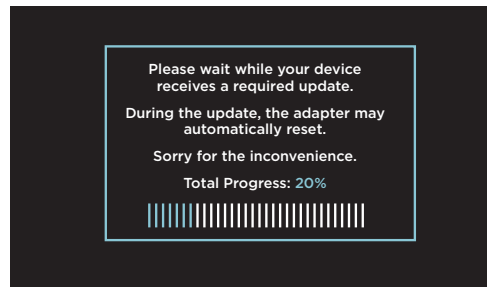 Please wait while your device
receives a required update.
During the update, the adapter may
automatically reset.
Sorry for the inconvenience.
Total Progress: 20%